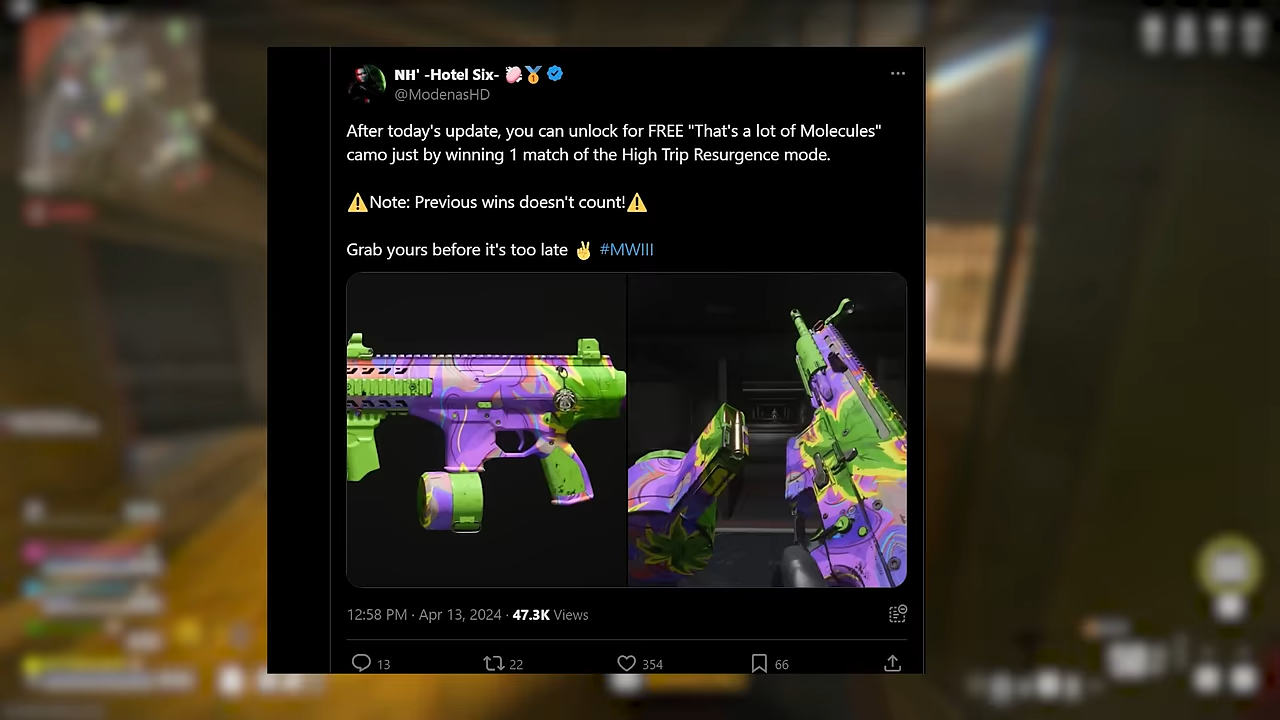 NH' -Hotel Six- 🧠🥇
@ModenasHD
After today's update, you can unlock for FREE "That's a lot of Molecules"
camo just by winning 1 match of the High Trip Resurgence mode.
⚠️Note: Previous wins doesn't count!⚠️
Grab yours before it's too late ✌️ #MWIII
12:58 PM · Apr 13, 2024 · 47.3K Views
13 22 354 66